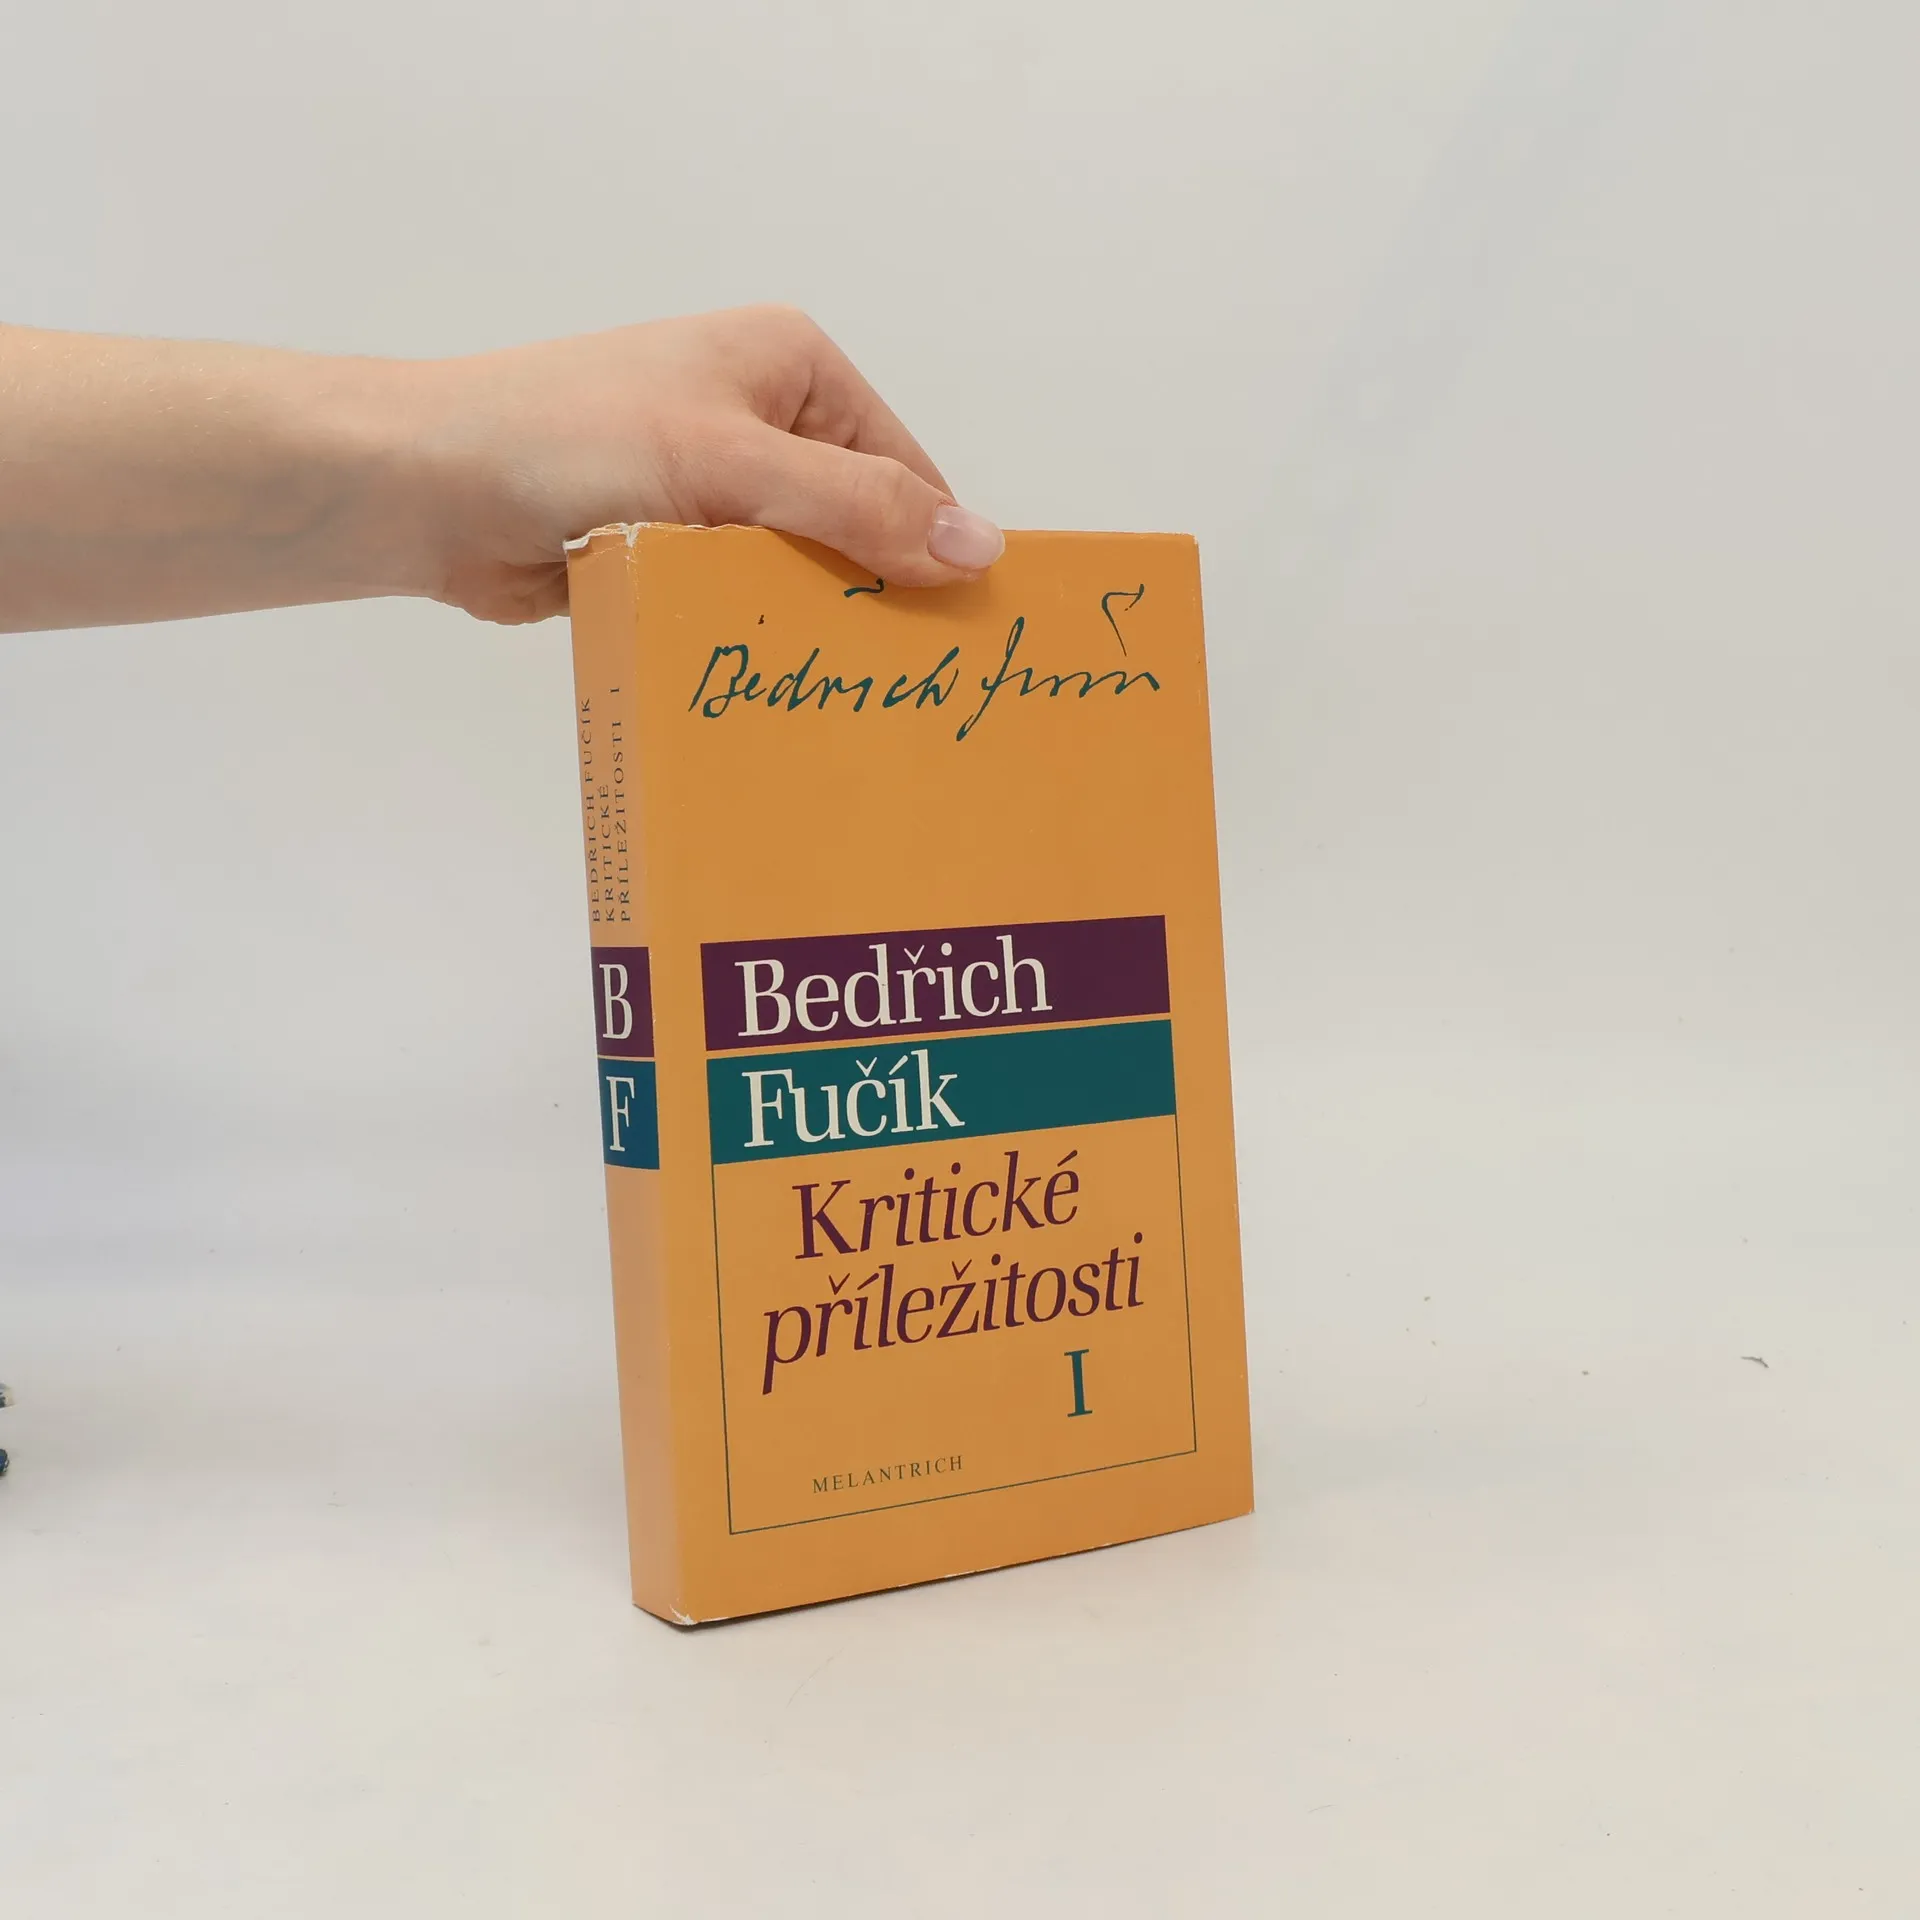 Bedřich Fučík
BEDŘICH FUČÍK
KRITICKÉ
PŘÍLEŽITOSTI I
B
F
Bedřich
Fučík
Kritické
příležitosti
I
MELANTRICH